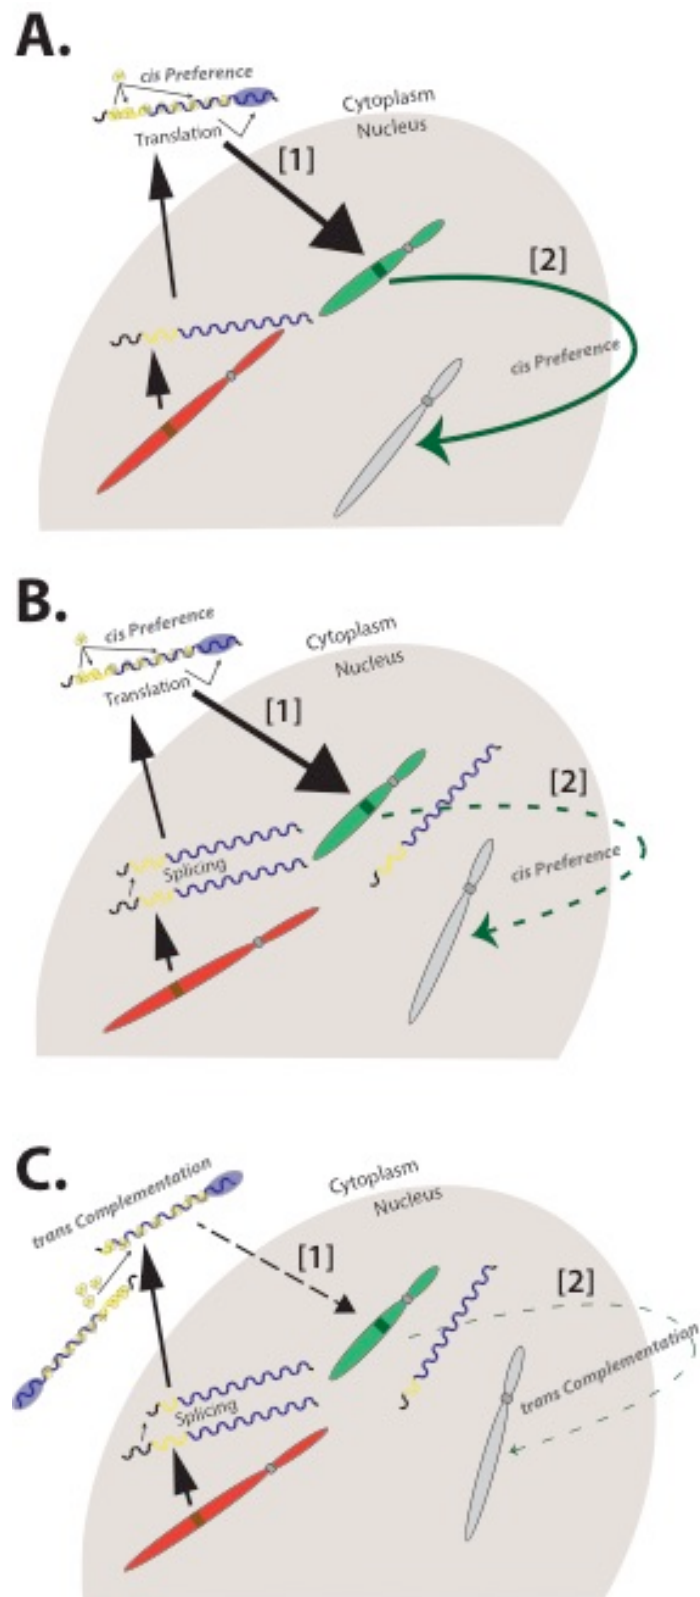 A.
cis Preference
Translation
Cytoplasm
Nucleus
[1]
[2]
cis Preference
B.
cis Preference
Translation
Cytoplasm
Nucleus
[1]
[2]
Splicing
cis Preference
C.
trans Complementation
Cytoplasm
Nucleus
[1]
[2]
trans Complementation
Splicing